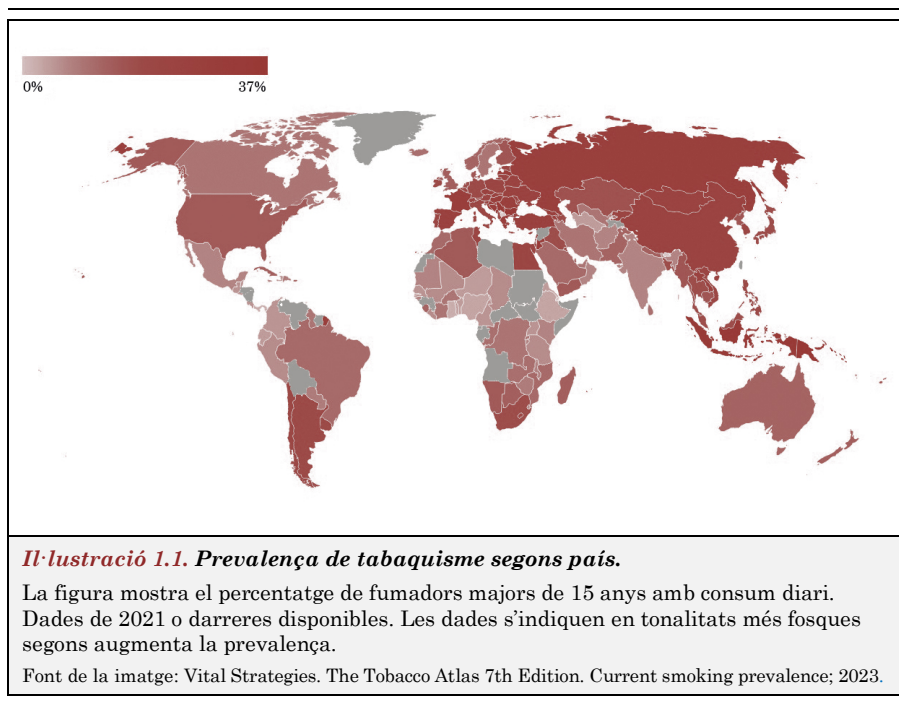 0%
37%
Il·lustració 1.1. Prevalença de tabaquisme segons país.
La figura mostra el percentatge de fumadors majors de 15 anys amb consum diari.
Dades de 2021 o darreres disponibles. Les dades s’indiquen en tonalitats més fosques
segons augmenta la prevalença.
Font de la imatge: Vital Strategies. The Tobacco Atlas 7th Edition. Current smoking prevalence; 2023.